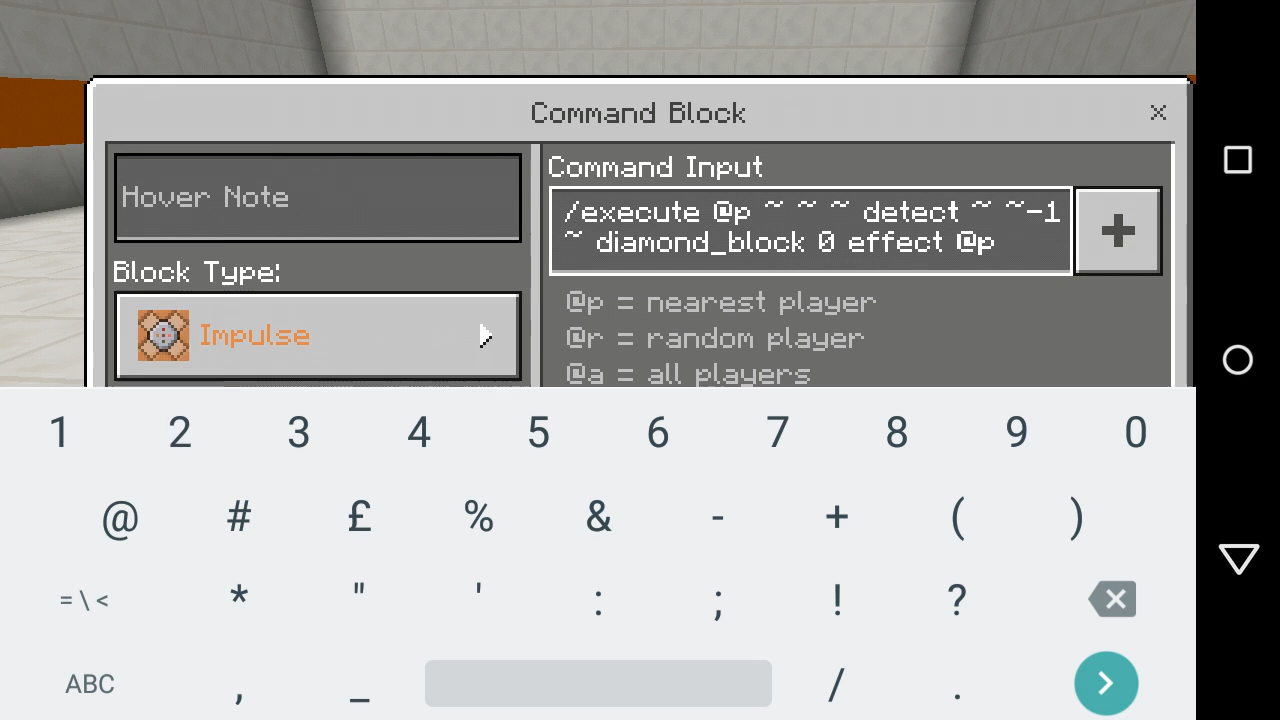 Command Block
Hover Note
Block Type:
Impulse
Command Input
/execute @p ~ ~ ~ detect ~ ~-1
~ diamond_block 0 effect @p
@p = nearest player
@r = random player
@a = all players
1 2 3 4 5 6 7 8 9 0
@ # £ % & - + ( )
= \ < * " ' : ; ! ?
ABC , _ / .